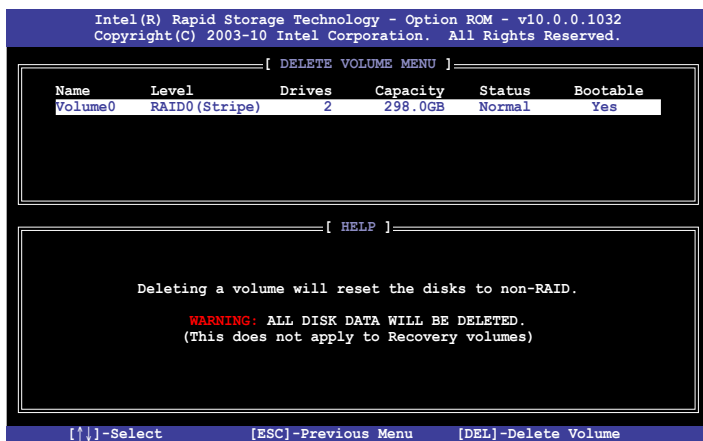 Intel(R) Rapid Storage Technology - Option ROM - v10.0.0.1032
Copyright(C) 2003-10 Intel Corporation. All Rights Reserved.
[ DELETE VOLUME MENU ]
Name Level Drives Capacity Status Bootable
Volume0 RAID0(Stripe) 2 298.0GB Normal Yes
[ HELP ]
Deleting a volume will reset the disks to non-RAID.
WARNING: ALL DISK DATA WILL BE DELETED.
(This does not apply to Recovery volumes)
[↑↓]-Select [ESC]-Previous Menu [DEL]-Delete Volume